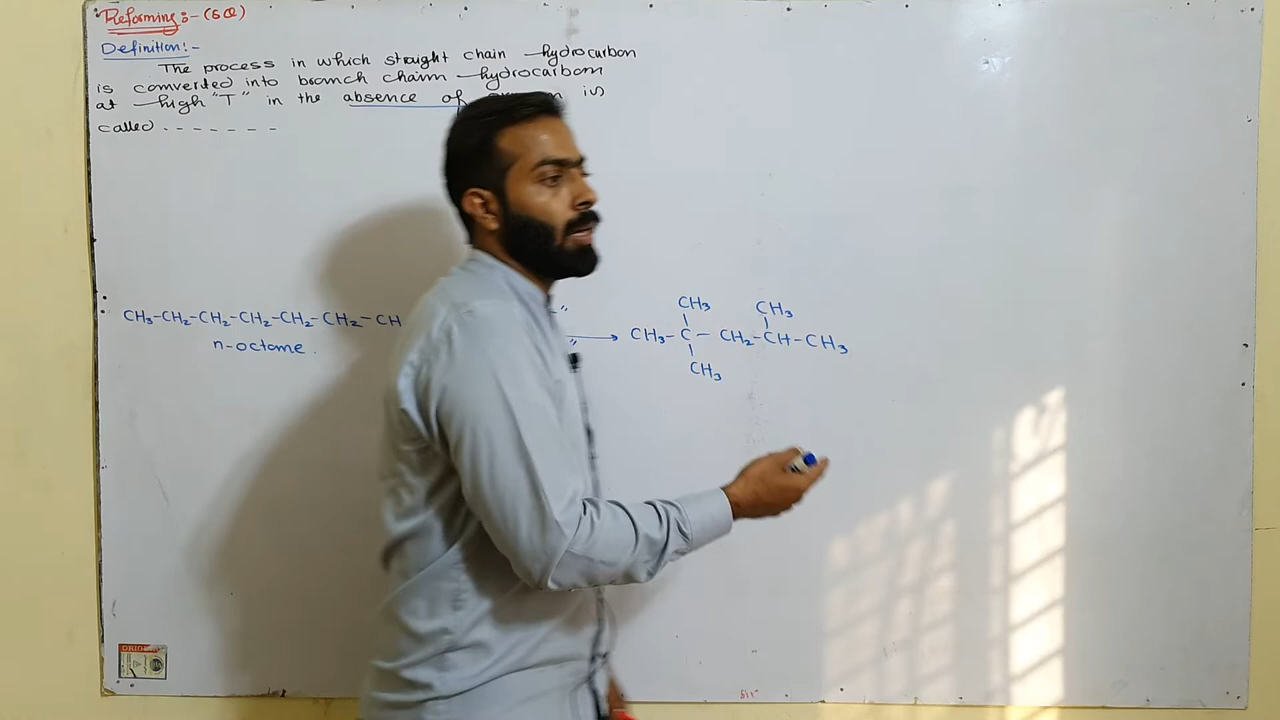 Reforming :- (SQ)
Definition:-
The process in which straight chain hydrocarbon
is converted into branch chain hydrocarbon
at high "T" in the absence of is
called - - - - - - -
CH₃ CH₃
CH₃-CH₂-CH₂-CH₂-CH₂-CH₂-CH → CH₃-C-CH₂-CH-CH₃
n-octane.
CH₃
ORIGI